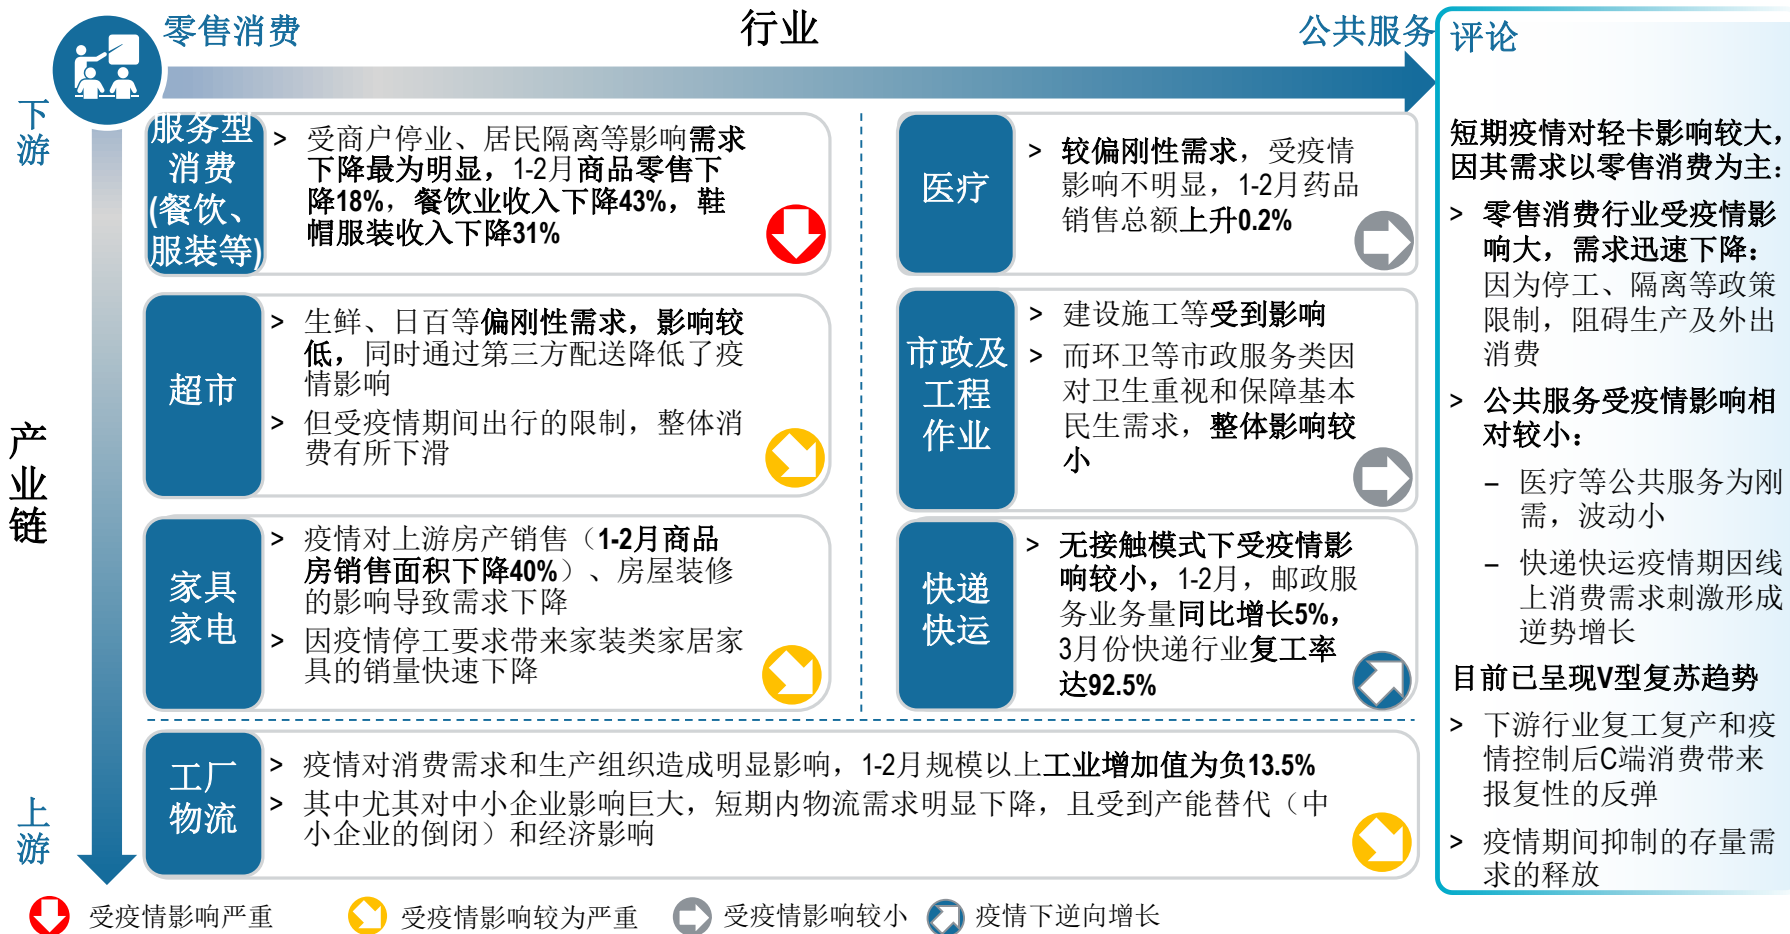 零售消费
行业
公共服务
评论
下游
产业链
上游
服务型
消费
(餐饮、
服装等)
> 受商户停业、居民隔离等影响需求
下降最为明显，1-2月商品零售下
降18%，餐饮业收入下降43%，鞋
帽服装收入下降31%
超市
> 生鲜、日百等偏刚性需求，影响较
低，同时通过第三方配送降低了疫
情影响
> 但受疫情期间出行的限制，整体消
费有所下滑
家具
家电
> 疫情对上游房产销售（1-2月商品
房销售面积下降40%）、房屋装修
的影响导致需求下降
> 因疫情停工要求带来家装类家居家
具的销量快速下降
医疗
> 较偏刚性需求，受疫情
影响不明显，1-2月药品
销售总额上升0.2%
市政及
工程
作业
> 建设施工等受到影响
> 而环卫等市政服务类因
对卫生重视和保障基本
民生需求，整体影响较
小
快递
快运
> 无接触模式下受疫情影
响较小，1-2月，邮政服
务业务量同比增长5%，
3月份快递行业复工率
达92.5%
工厂
物流
> 疫情对消费需求和生产组织造成明显影响，1-2月规模以上工业增加值为负13.5%
> 其中尤其对中小企业影响巨大，短期内物流需求明显下降，且受到产能替代（中
小企业的倒闭）和经济影响
短期疫情对轻卡影响较大，
因其需求以零售消费为主：
> 零售消费行业受疫情影
响大，需求迅速下降：
因为停工、隔离等政策
限制，阻碍生产及外出
消费
> 公共服务受疫情影响相
对较小：
– 医疗等公共服务为刚
需，波动小
– 快递快运疫情期因线
上消费需求刺激形成
逆势增长
目前已呈现V型复苏趋势
> 下游行业复工复产和疫
情控制后C端消费带来
报复性的反弹
> 疫情期间抑制的存量需
求的释放
受疫情影响严重
受疫情影响较为严重
受疫情影响较小
疫情下逆向增长